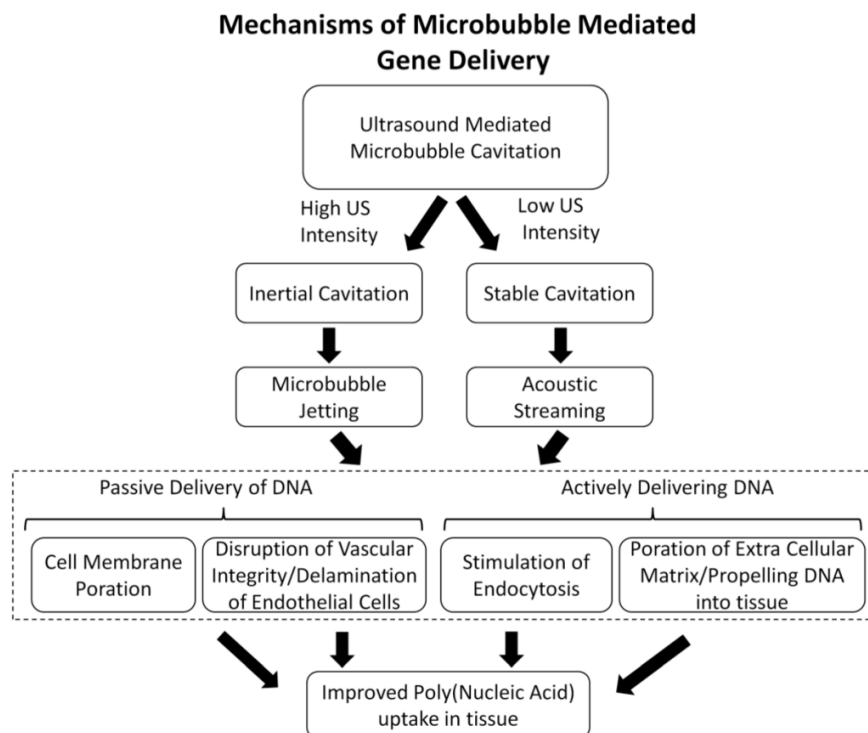 Mechanisms of Microbubble Mediated
Gene Delivery
Ultrasound Mediated
Microbubble Cavitation
High US
Intensity
Low US
Intensity
Inertial Cavitation
Stable Cavitation
Microbubble
Jetting
Acoustic
Streaming
Passive Delivery of DNA
Actively Delivering DNA
Cell Membrane
Poration
Disruption of Vascular
Integrity/Delamination
of Endothelial Cells
Stimulation of
Endocytosis
Poration of Extra Cellular
Matrix/Propelling DNA
into tissue
Improved Poly(Nucleic Acid)
uptake in tissue